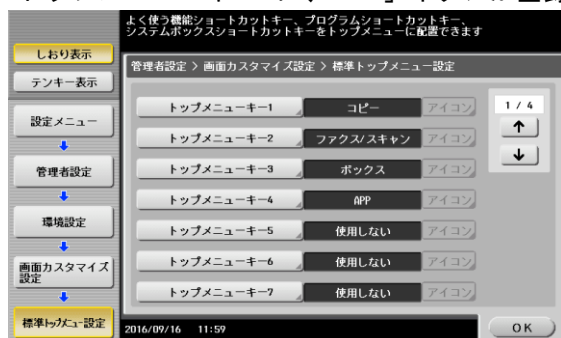 よく使う機能ショートカットキー、プログラムショートカットキー、
システムボックスショートカットキーをトップメニューに配置できます
しおり表示
テンキー表示
管理者設定 > 画面カスタマイズ設定 > 標準トップメニュー設定
設定メニュー
管理者設定
環境設定
画面カスタマイズ
設定
標準トップメニュー設定
トップメニューキー1 コピー アイコン
トップメニューキー2 ファクス/スキャン アイコン
トップメニューキー3 ボックス アイコン
トップメニューキー4 APP アイコン
トップメニューキー5 使用しない アイコン
トップメニューキー6 使用しない アイコン
トップメニューキー7 使用しない アイコン
1 / 4
↑
↓
2016/09/16 11:59
OK